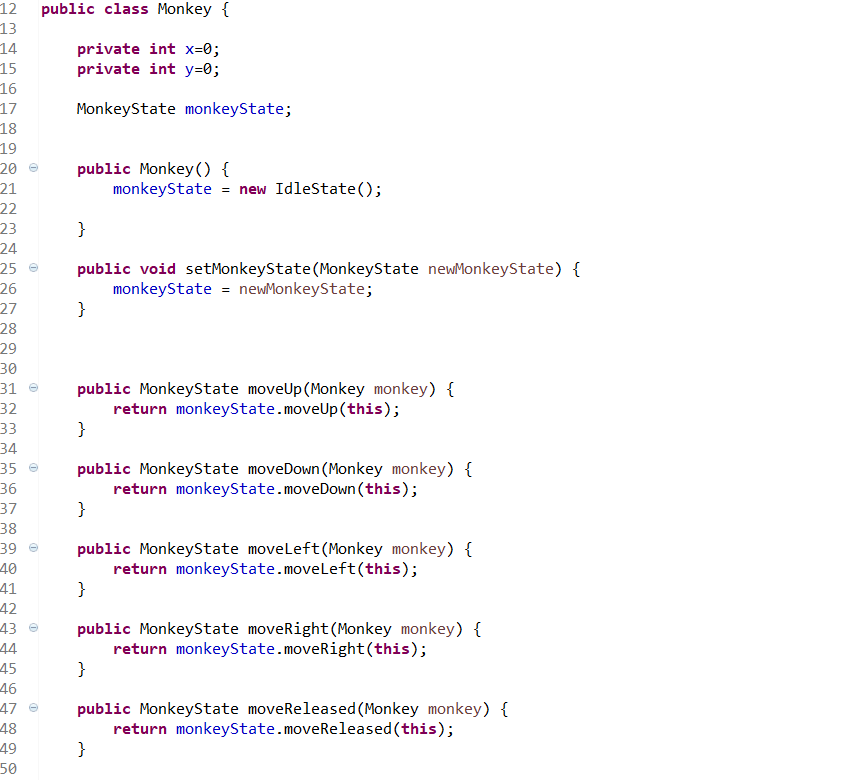 12 public class Monkey {
13
14     private int x=0;
15     private int y=0;
16
17     MonkeyState monkeyState;
18
19
20     public Monkey() {
21         monkeyState = new IdleState();
22
23     }
24
25     public void setMonkeyState(MonkeyState newMonkeyState) {
26         monkeyState = newMonkeyState;
27     }
28
29
30
31     public MonkeyState moveUp(Monkey monkey) {
32         return monkeyState.moveUp(this);
33     }
34
35     public MonkeyState moveDown(Monkey monkey) {
36         return monkeyState.moveDown(this);
37     }
38
39     public MonkeyState moveLeft(Monkey monkey) {
40         return monkeyState.moveLeft(this);
41     }
42
43     public MonkeyState moveRight(Monkey monkey) {
44         return monkeyState.moveRight(this);
45     }
46
47     public MonkeyState moveReleased(Monkey monkey) {
48         return monkeyState.moveReleased(this);
49     }
50